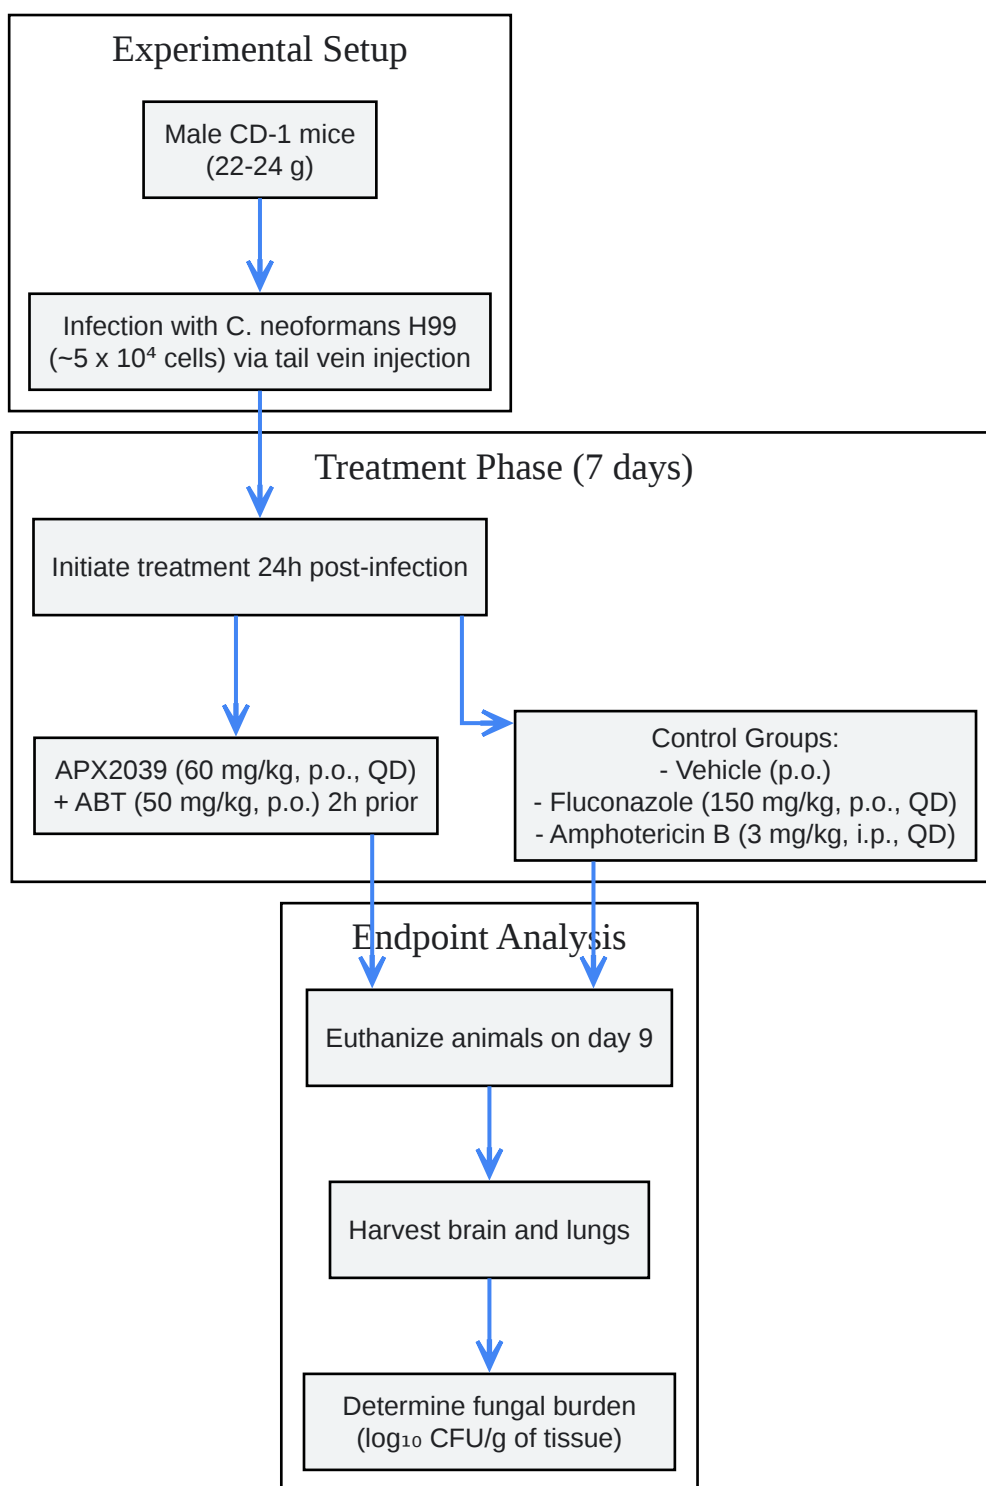 Experimental Setup
Male CD-1 mice
(22-24 g)
Infection with C. neoformans H99
(~5 x 10⁴ cells) via tail vein injection
Treatment Phase (7 days)
Initiate treatment 24h post-infection
APX2039 (60 mg/kg, p.o., QD)
+ ABT (50 mg/kg, p.o.) 2h prior
Control Groups:
- Vehicle (p.o.)
- Fluconazole (150 mg/kg, p.o., QD)
- Amphotericin B (3 mg/kg, i.p., QD)
Endpoint Analysis
Euthanize animals on day 9
Harvest brain and lungs
Determine fungal burden
(log₁₀ CFU/g of tissue)